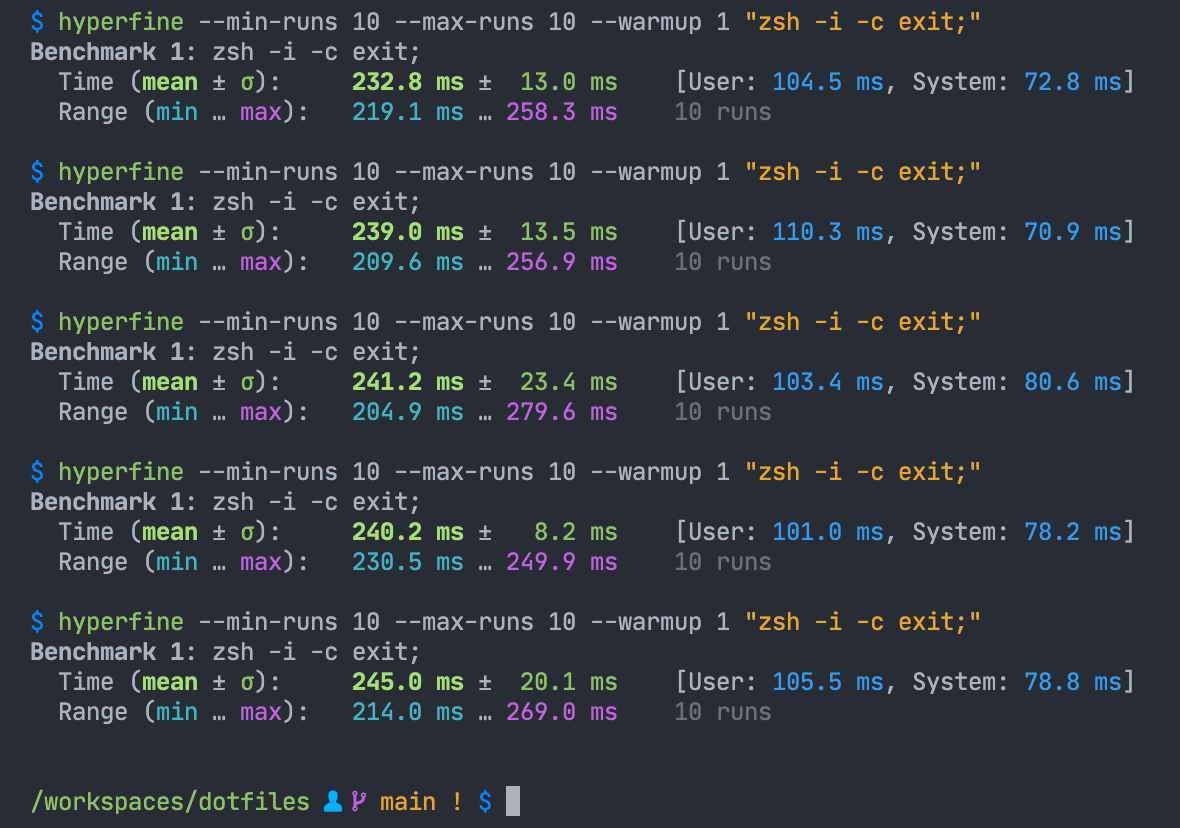 $ hyperfine --min-runs 10 --max-runs 10 --warmup 1 "zsh -i -c exit;"
Benchmark 1: zsh -i -c exit;
  Time (mean ± σ):     232.8 ms ±  13.0 ms    [User: 104.5 ms, System: 72.8 ms]
  Range (min … max):   219.1 ms … 258.3 ms    10 runs

$ hyperfine --min-runs 10 --max-runs 10 --warmup 1 "zsh -i -c exit;"
Benchmark 1: zsh -i -c exit;
  Time (mean ± σ):     239.0 ms ±  13.5 ms    [User: 110.3 ms, System: 70.9 ms]
  Range (min … max):   209.6 ms … 256.9 ms    10 runs

$ hyperfine --min-runs 10 --max-runs 10 --warmup 1 "zsh -i -c exit;"
Benchmark 1: zsh -i -c exit;
  Time (mean ± σ):     241.2 ms ±  23.4 ms    [User: 103.4 ms, System: 80.6 ms]
  Range (min … max):   204.9 ms … 279.6 ms    10 runs

$ hyperfine --min-runs 10 --max-runs 10 --warmup 1 "zsh -i -c exit;"
Benchmark 1: zsh -i -c exit;
  Time (mean ± σ):     240.2 ms ±   8.2 ms    [User: 101.0 ms, System: 78.2 ms]
  Range (min … max):   230.5 ms … 249.9 ms    10 runs

$ hyperfine --min-runs 10 --max-runs 10 --warmup 1 "zsh -i -c exit;"
Benchmark 1: zsh -i -c exit;
  Time (mean ± σ):     245.0 ms ±  20.1 ms    [User: 105.5 ms, System: 78.8 ms]
  Range (min … max):   214.0 ms … 269.0 ms    10 runs

/workspaces/dotfiles main ! $